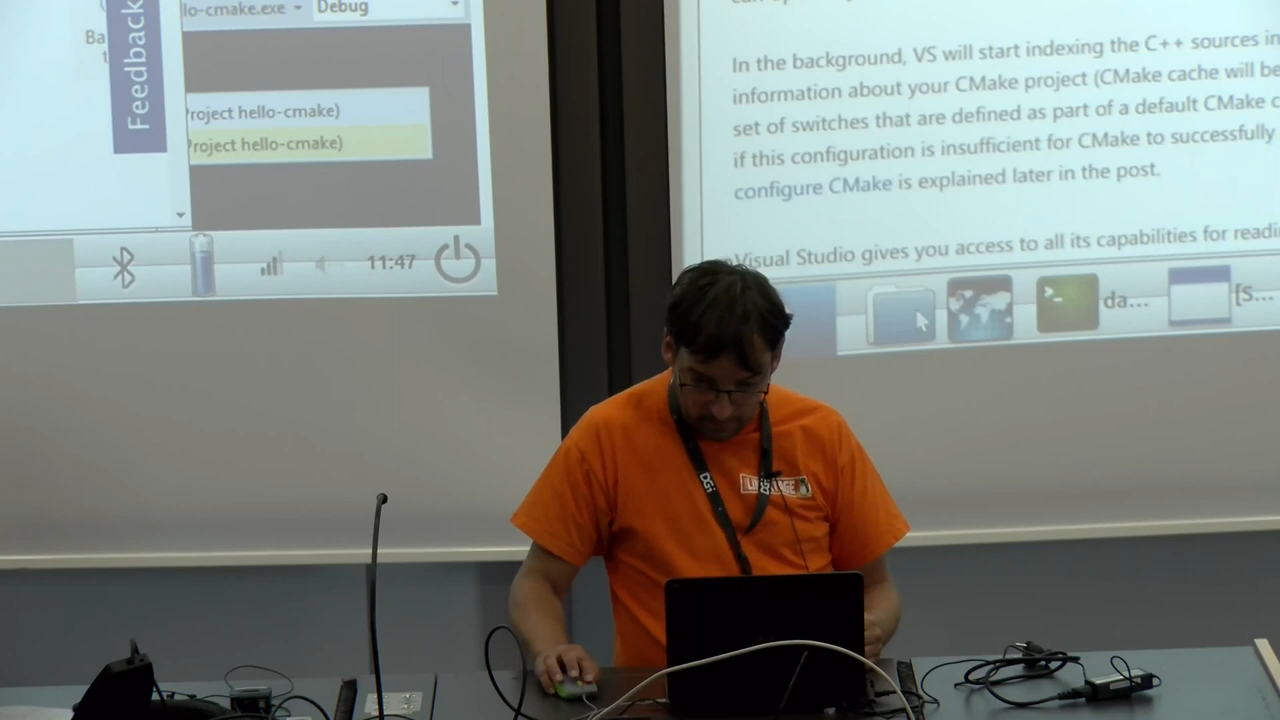 lo-cmake.exe
Debug
Ba
t
Feedback
Project hello-cmake)
Project hello-cmake)
11:47
In the background, VS will start indexing the C++ sources in
information about your CMake project (CMake cache will be
set of switches that are defined as part of a default CMake c
if this configuration is insufficient for CMake to successfully
configure CMake is explained later in the post.
Visual Studio gives you access to all its capabilities for readi
da...
[S...